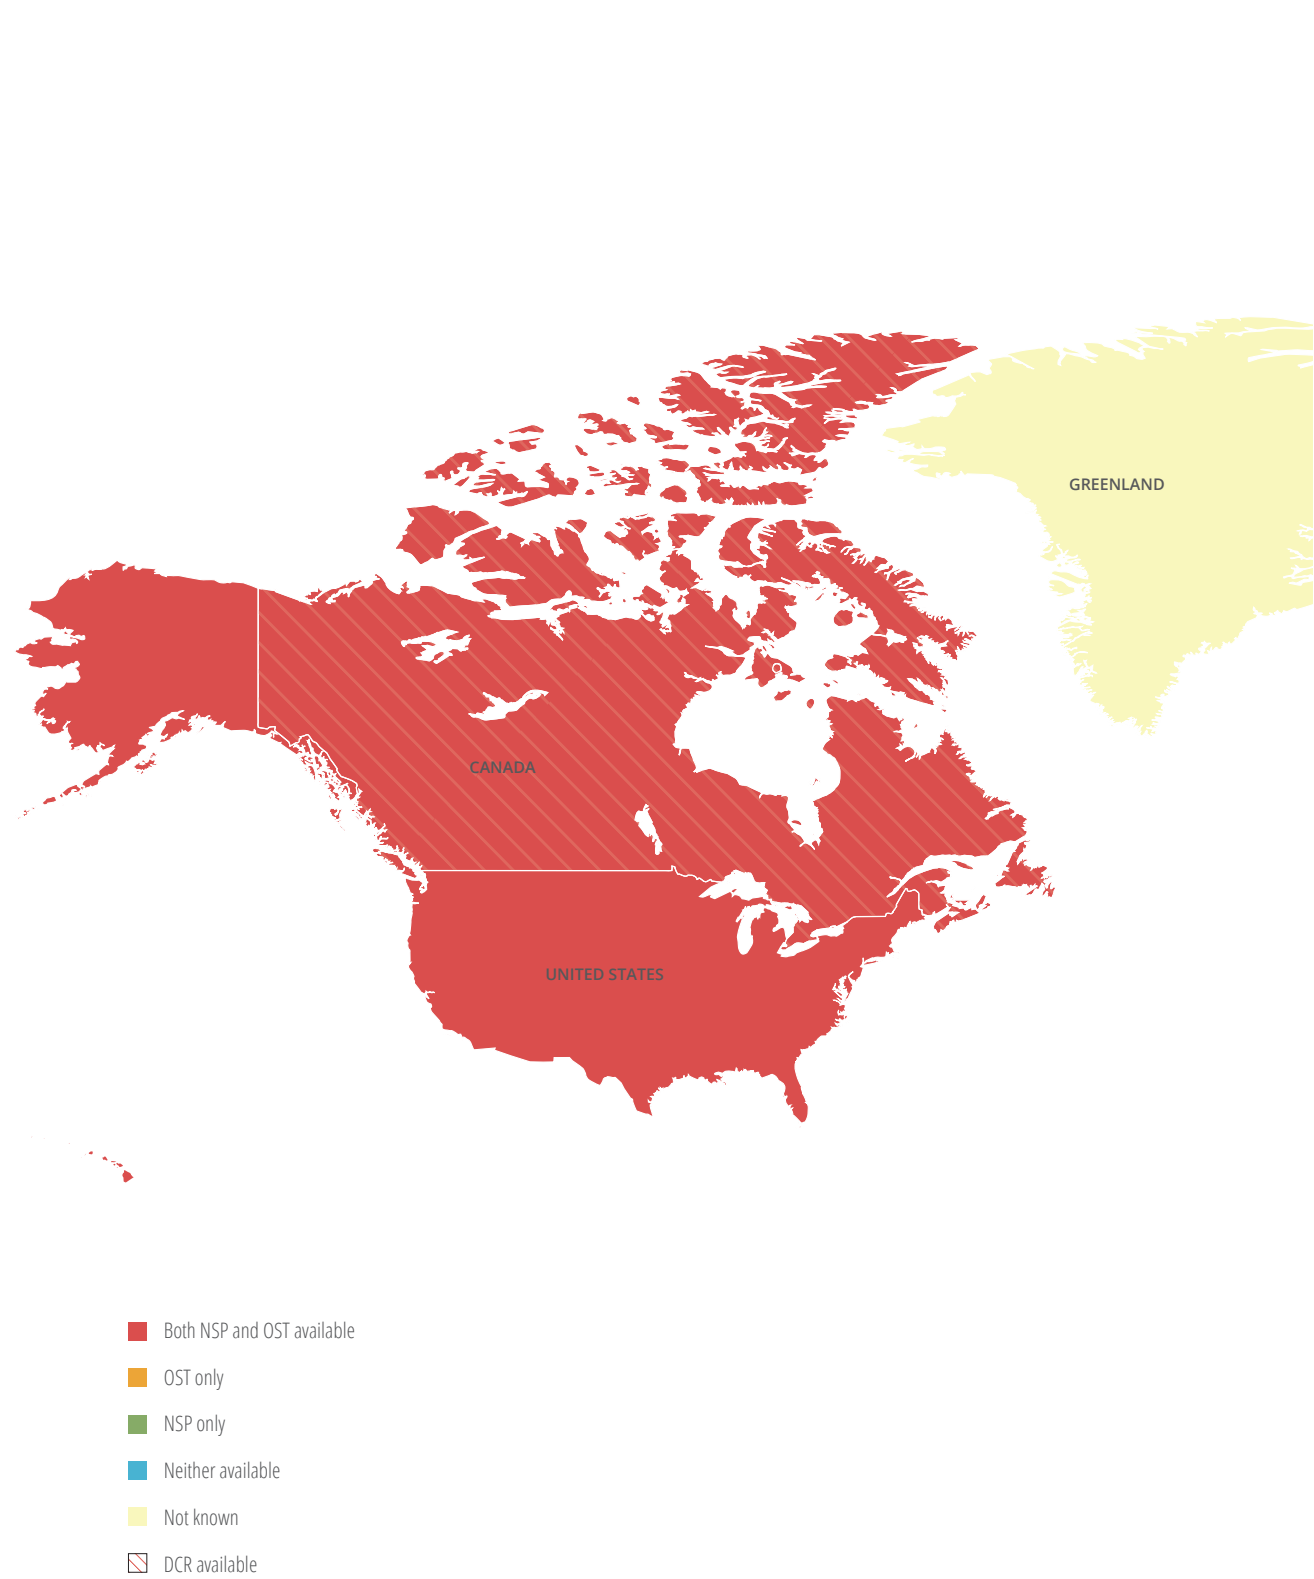 GREENLAND
CANADA
UNITED STATES
Both NSP and OST available
OST only
NSP only
Neither available
Not known
DCR available